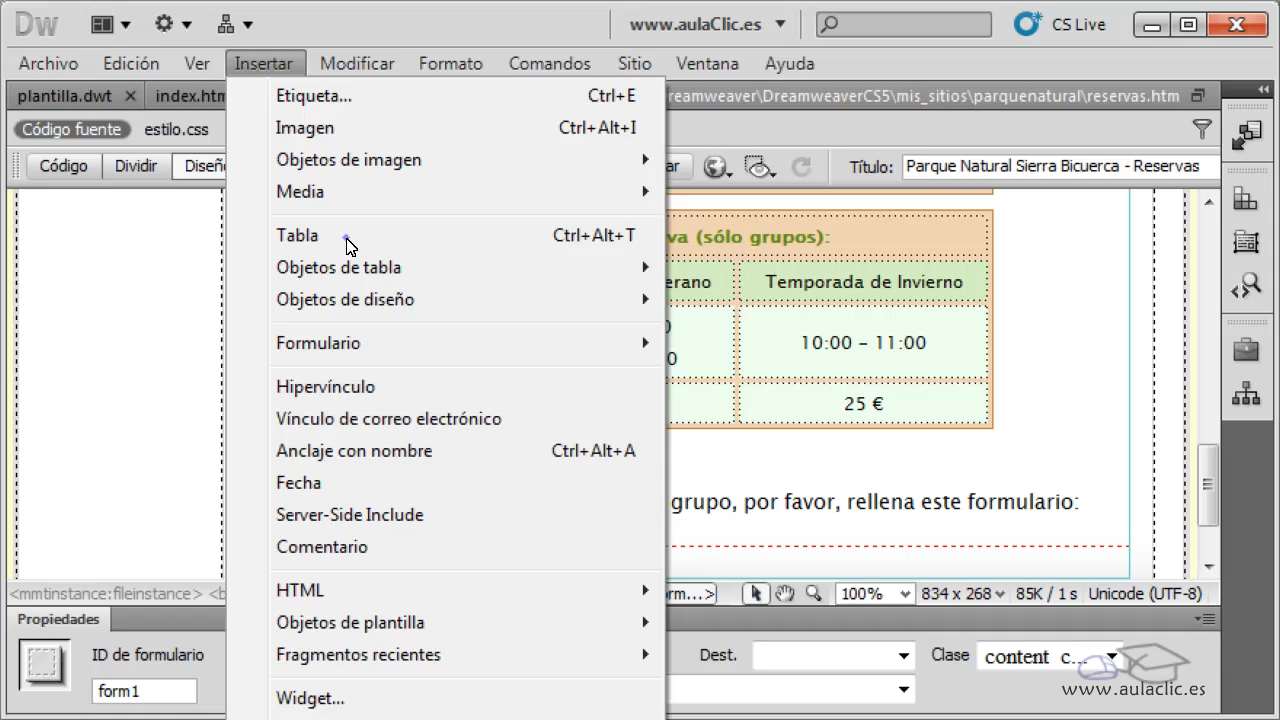 Dw
www.aulaClic.es
CS Live
Archivo Edición Ver Insertar Modificar Formato Comandos Sitio Ventana Ayuda
plantilla.dwt × index.htm reamweaver\DreamweaverCS5\mis_sitios\parquenatural\reservas.htm
Código fuente estilo.css
Código Dividir Diseñ ar Título: Parque Natural Sierra Bicuerca - Reservas
Etiqueta... Ctrl+E
Imagen Ctrl+Alt+I
Objetos de imagen
Media
Tabla Ctrl+Alt+T
Objetos de tabla
Objetos de diseño
Formulario
Hipervínculo
Vínculo de correo electrónico
Anclaje con nombre Ctrl+Alt+A
Fecha
Server-Side Include
Comentario
HTML
Objetos de plantilla
Fragmentos recientes
Widget...
va (sólo grupos):
erano Temporada de Invierno
0
0
10:00 – 11:00
25 €
grupo, por favor, rellena este formulario:
<mmtinstance:fileinstance> <b orm...> 100% 834 x 268 85K / 1 s Unicode (UTF-8)
Propiedades
ID de formulario Dest. Clase content c...
form1
www.aulaclic.es